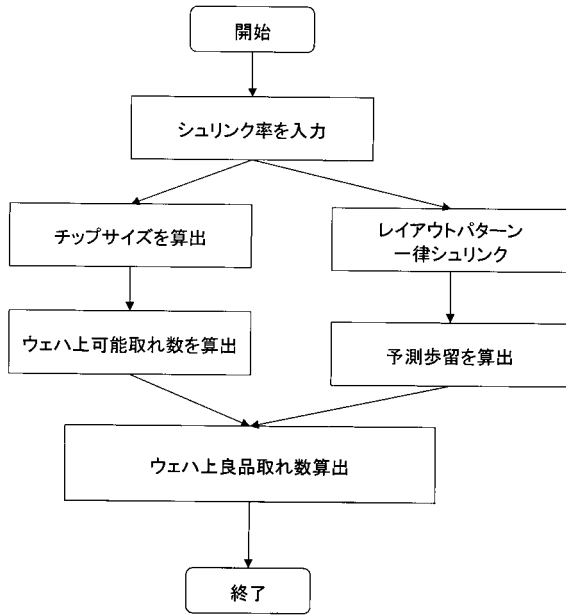 開始
シュリンク率を入力
チップサイズを算出
レイアウトパターン
一律シュリンク
ウェハ上可能取れ数を算出
予測歩留を算出
ウェハ上良品取れ数算出
終了